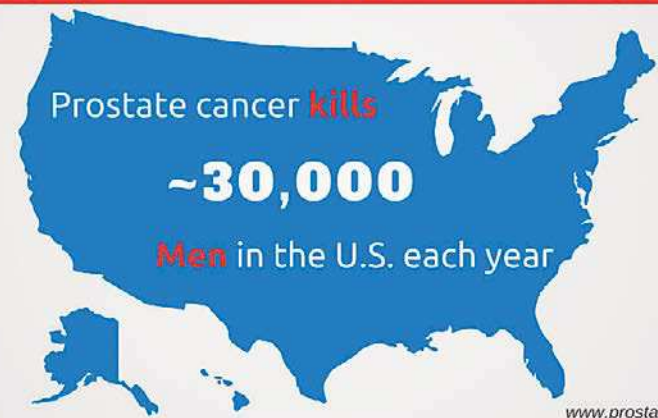 Prostate cancer kills
~30,000
Men in the U.S. each year